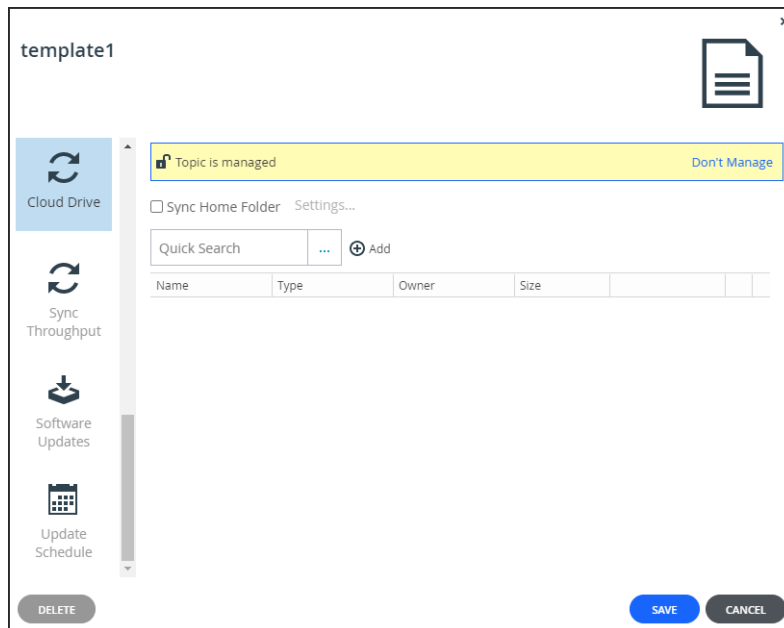 template1
Cloud Drive
Sync
Throughput
Software
Updates
Update
Schedule
Topic is managed Don't Manage
Sync Home Folder Settings...
Quick Search ... Add
Name Type Owner Size
DELETE SAVE CANCEL